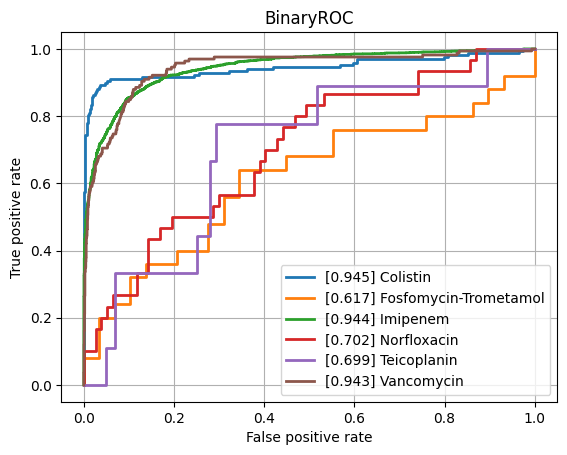 BinaryROC
True positive rate
1.0
0.8
0.6
0.4
0.2
0.0
[0.945] Colistin
[0.617] Fosfomycin-Trometamol
[0.944] Imipenem
[0.702] Norfloxacin
[0.699] Teicoplanin
[0.943] Vancomycin
0.0 0.2 0.4 0.6 0.8 1.0
False positive rate